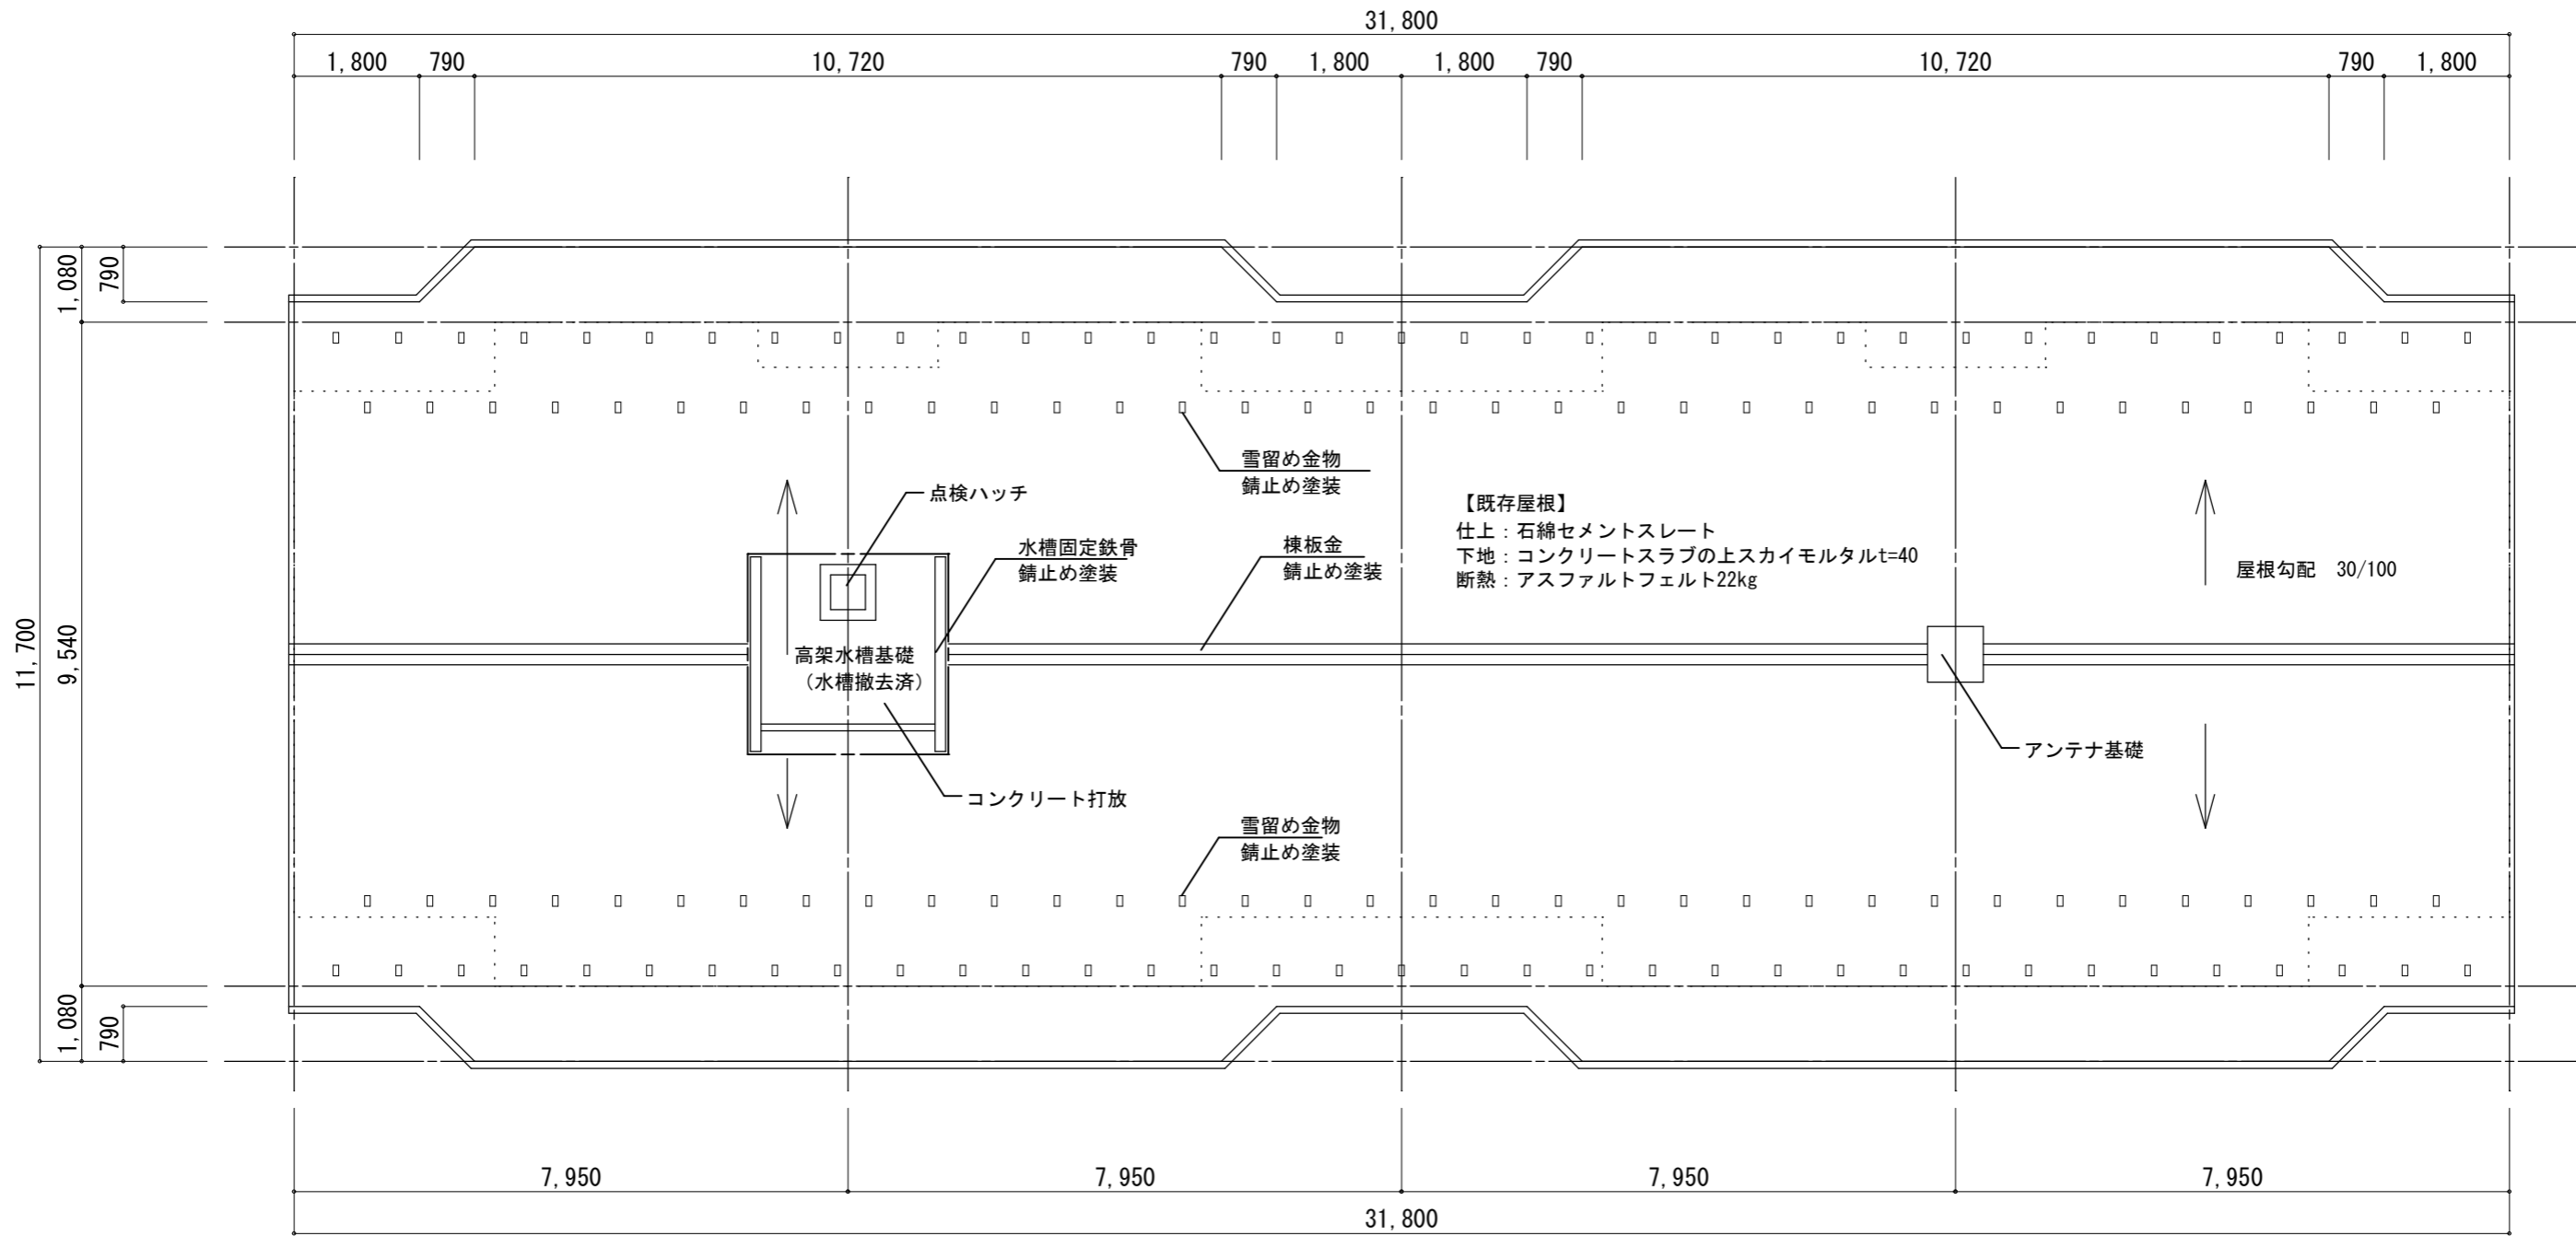 31,800
1,800 790 10,720 790 1,800 1,800 790 10,720 790 1,800
11,700
1,080
790
9,540
1,080
790
雪留め金物
錆止め塗装
点検ハッチ
水槽固定鉄骨
錆止め塗装
棟板金
錆止め塗装
【既存屋根】
仕上:石綿セメントスレート
下地:コンクリートスラブの上スカイモルタルt=40
断熱:アスファルトフェルト22kg
屋根勾配 30/100
高架水槽基礎
(水槽撤去済)
アンテナ基礎
コンクリート打放
雪留め金物
錆止め塗装
7,950 7,950 7,950 7,950
31,800